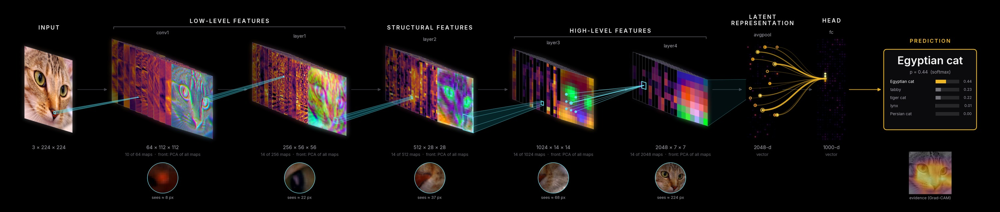 INPUT
3 × 224 × 224
LOW-LEVEL FEATURES
conv1
64 × 112 × 112
10 of 64 maps · front: PCA of all maps
sees ≈ 8 px
layer1
256 × 56 × 56
14 of 256 maps · front: PCA of all maps
sees ≈ 22 px
STRUCTURAL FEATURES
layer2
512 × 28 × 28
14 of 512 maps · front: PCA of all maps
sees ≈ 37 px
HIGH-LEVEL FEATURES
layer3
1024 × 14 × 14
14 of 1024 maps · front: PCA of all maps
sees ≈ 68 px
layer4
2048 × 7 × 7
14 of 2048 maps · front: PCA of all maps
sees ≈ 224 px
LATENT
REPRESENTATION
avgpool
2048-d
vector
HEAD
fc
1000-d
vector
PREDICTION
Egyptian cat
p = 0.44 (softmax)
Egyptian cat 0.44
tabby 0.23
tiger cat 0.22
lynx 0.01
Persian cat 0.00
evidence (Grad-CAM)